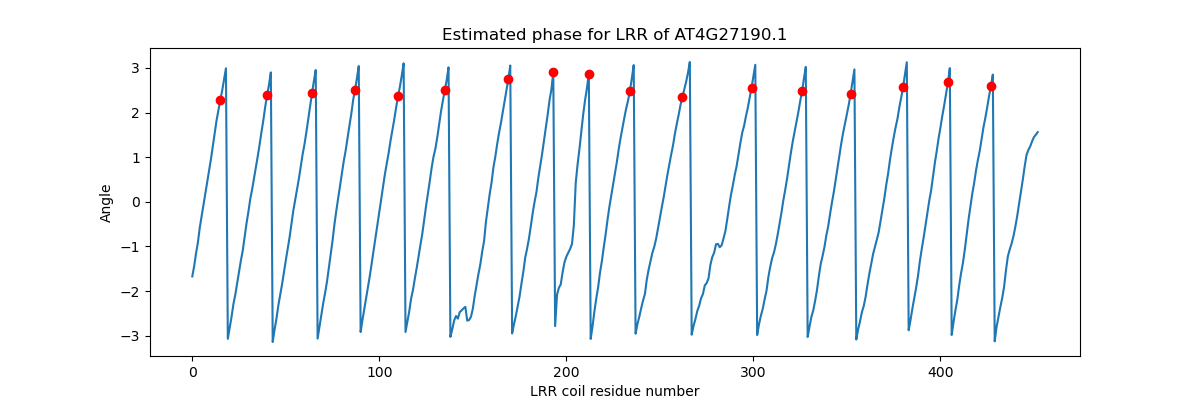 Estimated phase for LRR of AT4G27190.1
3
2
1
0
−1
−2
−3
Angle
0 100 200 300 400
LRR coil residue number